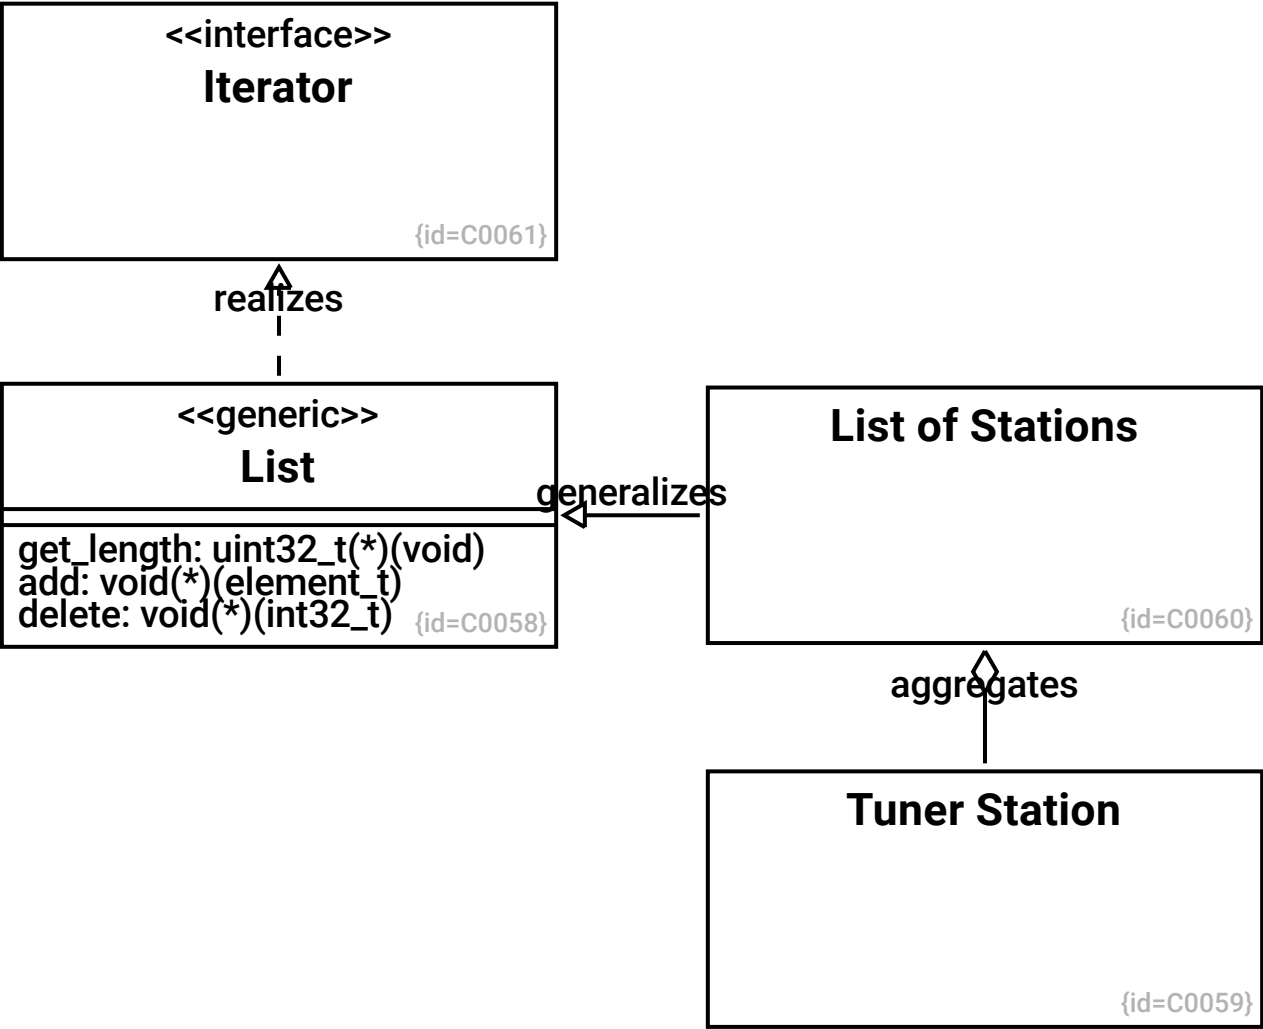 <<interface>>
Iterator
{id=C0061}
realizes
<<generic>>
List
get_length: uint32_t(*)(void)
add: void(*)(element_t)
delete: void(*)(int32_t)
{id=C0058}
generalizes
List of Stations
{id=C0060}
aggregates
Tuner Station
{id=C0059}